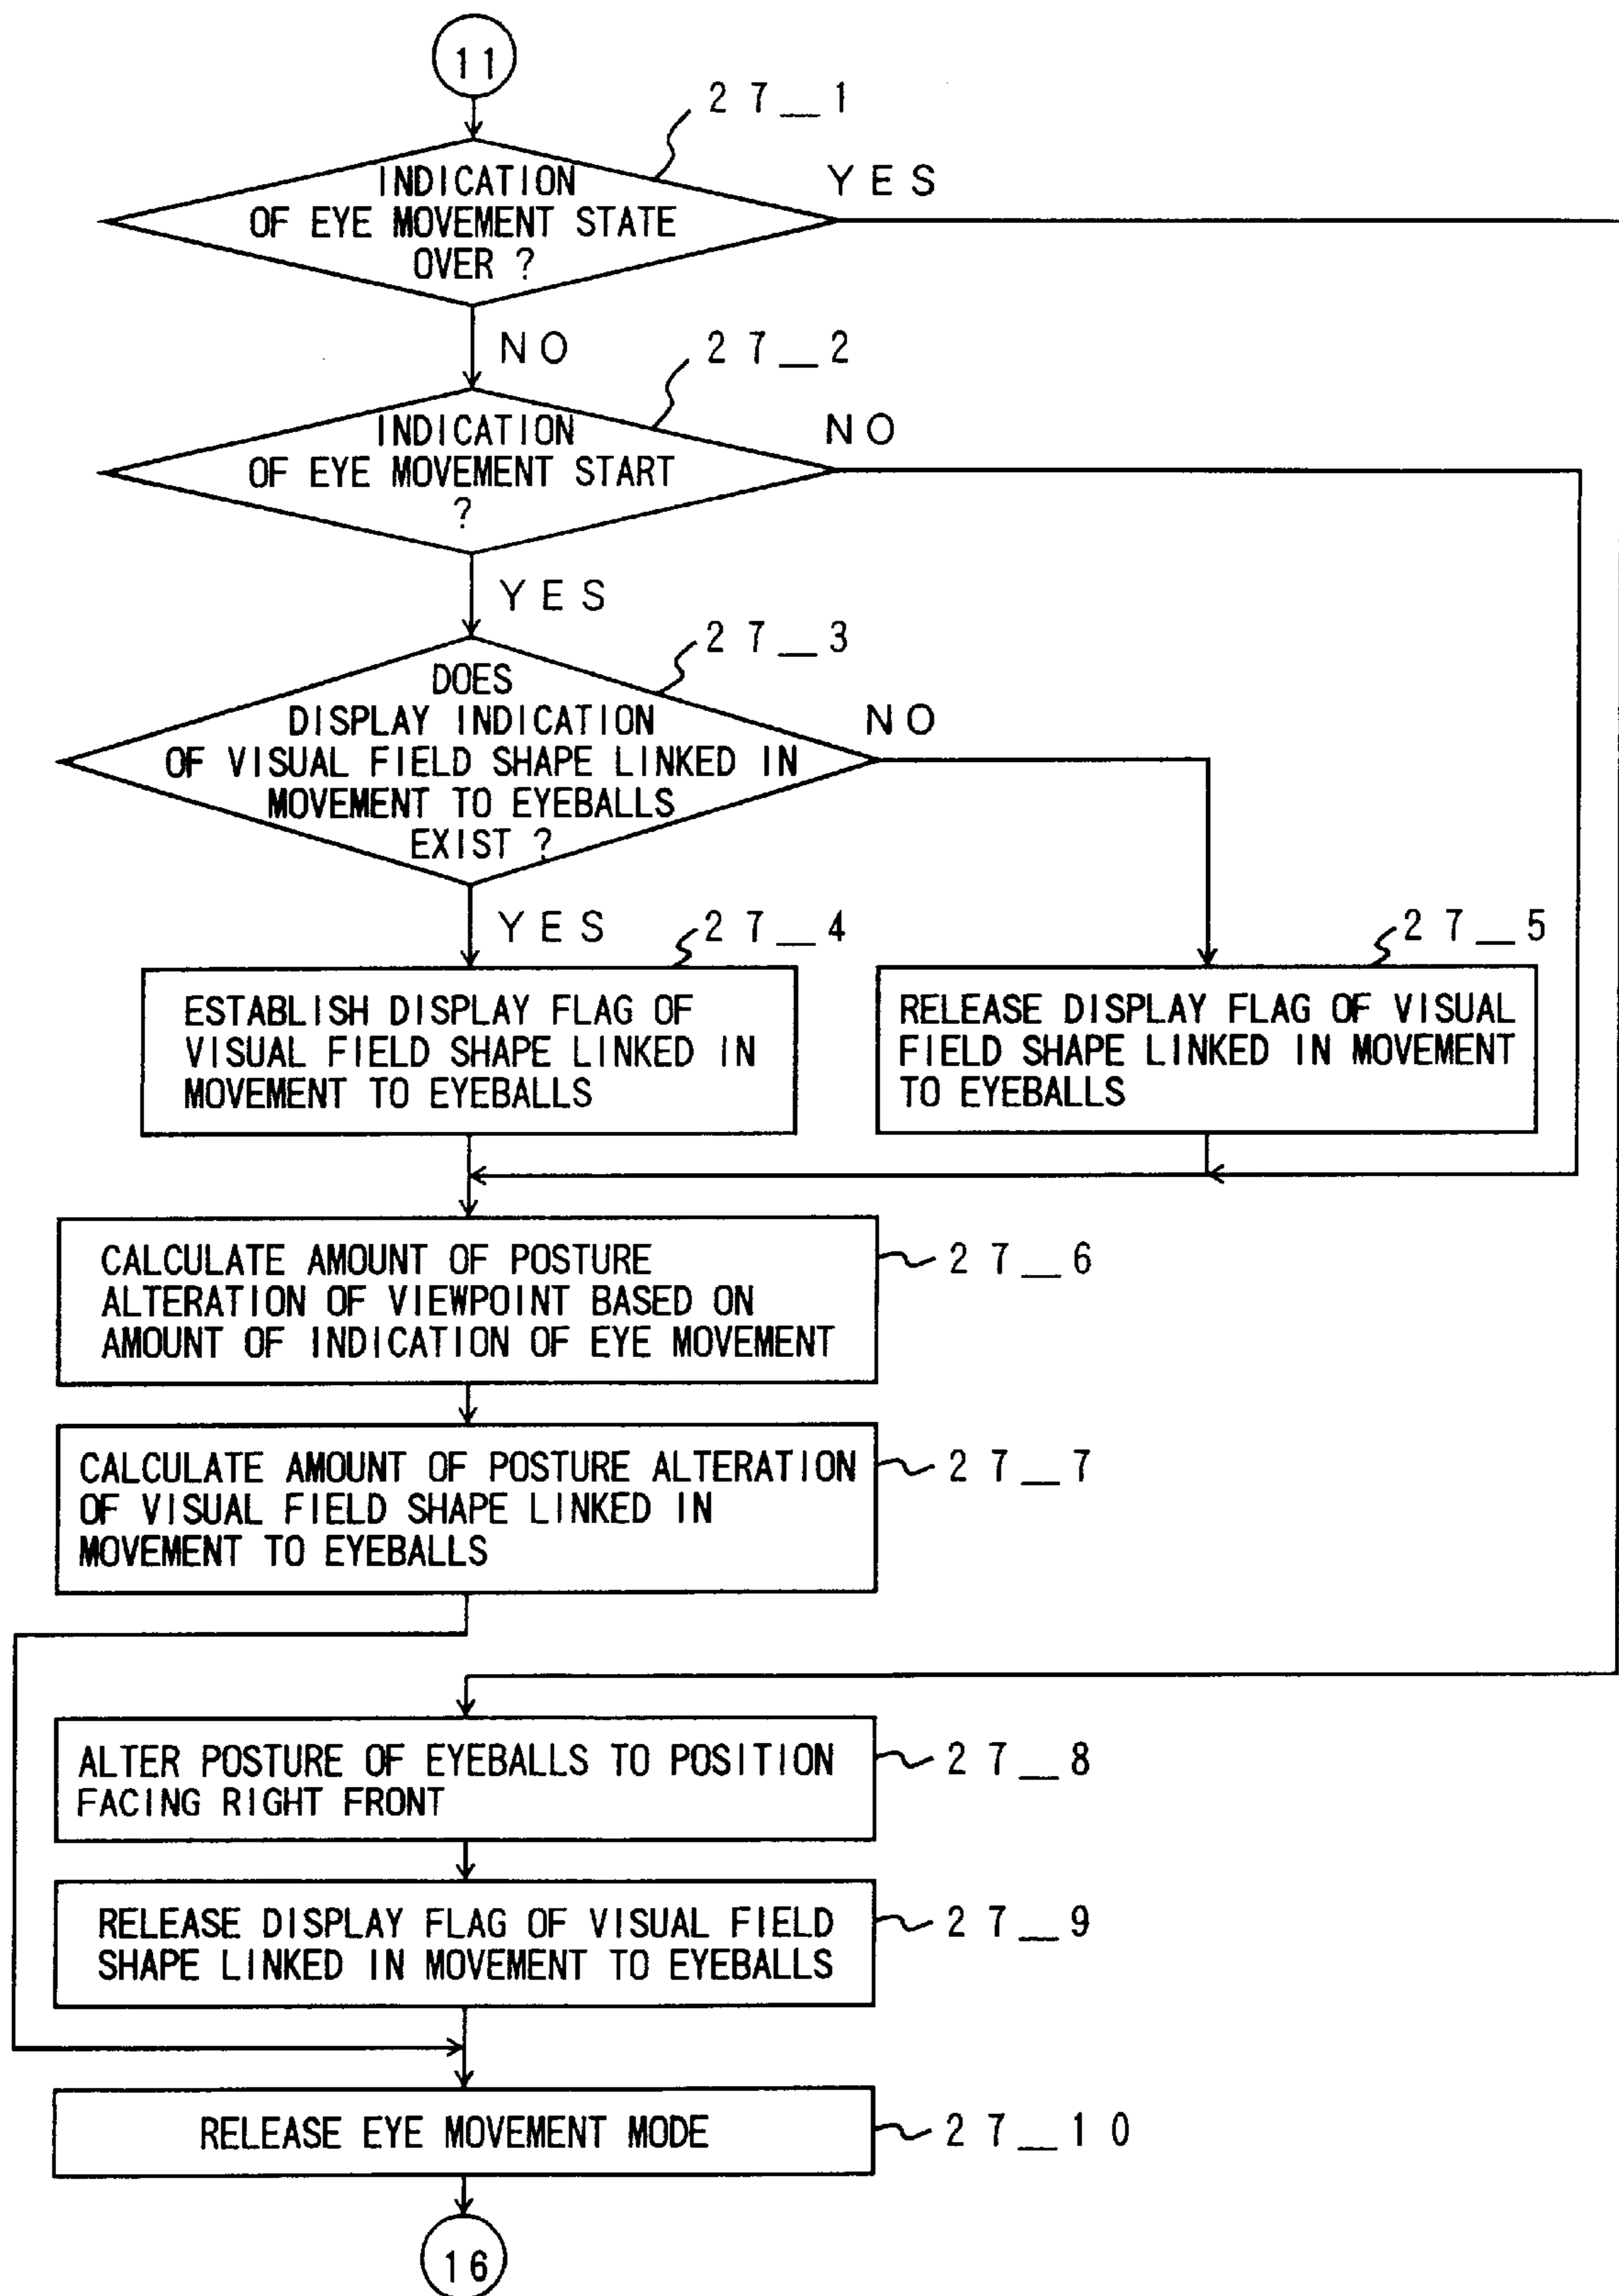 11
27_1
INDICATION
OF EYE MOVEMENT STATE
OVER ?
YES
NO
27_2
INDICATION
OF EYE MOVEMENT START
?
NO
YES
27_3
DOES
DISPLAY INDICATION
OF VISUAL FIELD SHAPE LINKED IN
MOVEMENT TO EYEBALLS
EXIST ?
NO
YES
27_4
27_5
ESTABLISH DISPLAY FLAG OF
VISUAL FIELD SHAPE LINKED IN
MOVEMENT TO EYEBALLS
RELEASE DISPLAY FLAG OF VISUAL
FIELD SHAPE LINKED IN MOVEMENT
TO EYEBALLS
CALCULATE AMOUNT OF POSTURE
ALTERATION OF VIEWPOINT BASED ON
AMOUNT OF INDICATION OF EYE MOVEMENT
27_6
CALCULATE AMOUNT OF POSTURE ALTERATION
OF VISUAL FIELD SHAPE LINKED IN
MOVEMENT TO EYEBALLS
27_7
ALTER POSTURE OF EYEBALLS TO POSITION
FACING RIGHT FRONT
27_8
RELEASE DISPLAY FLAG OF VISUAL FIELD
SHAPE LINKED IN MOVEMENT TO EYEBALLS
27_9
RELEASE EYE MOVEMENT MODE
27_10
16